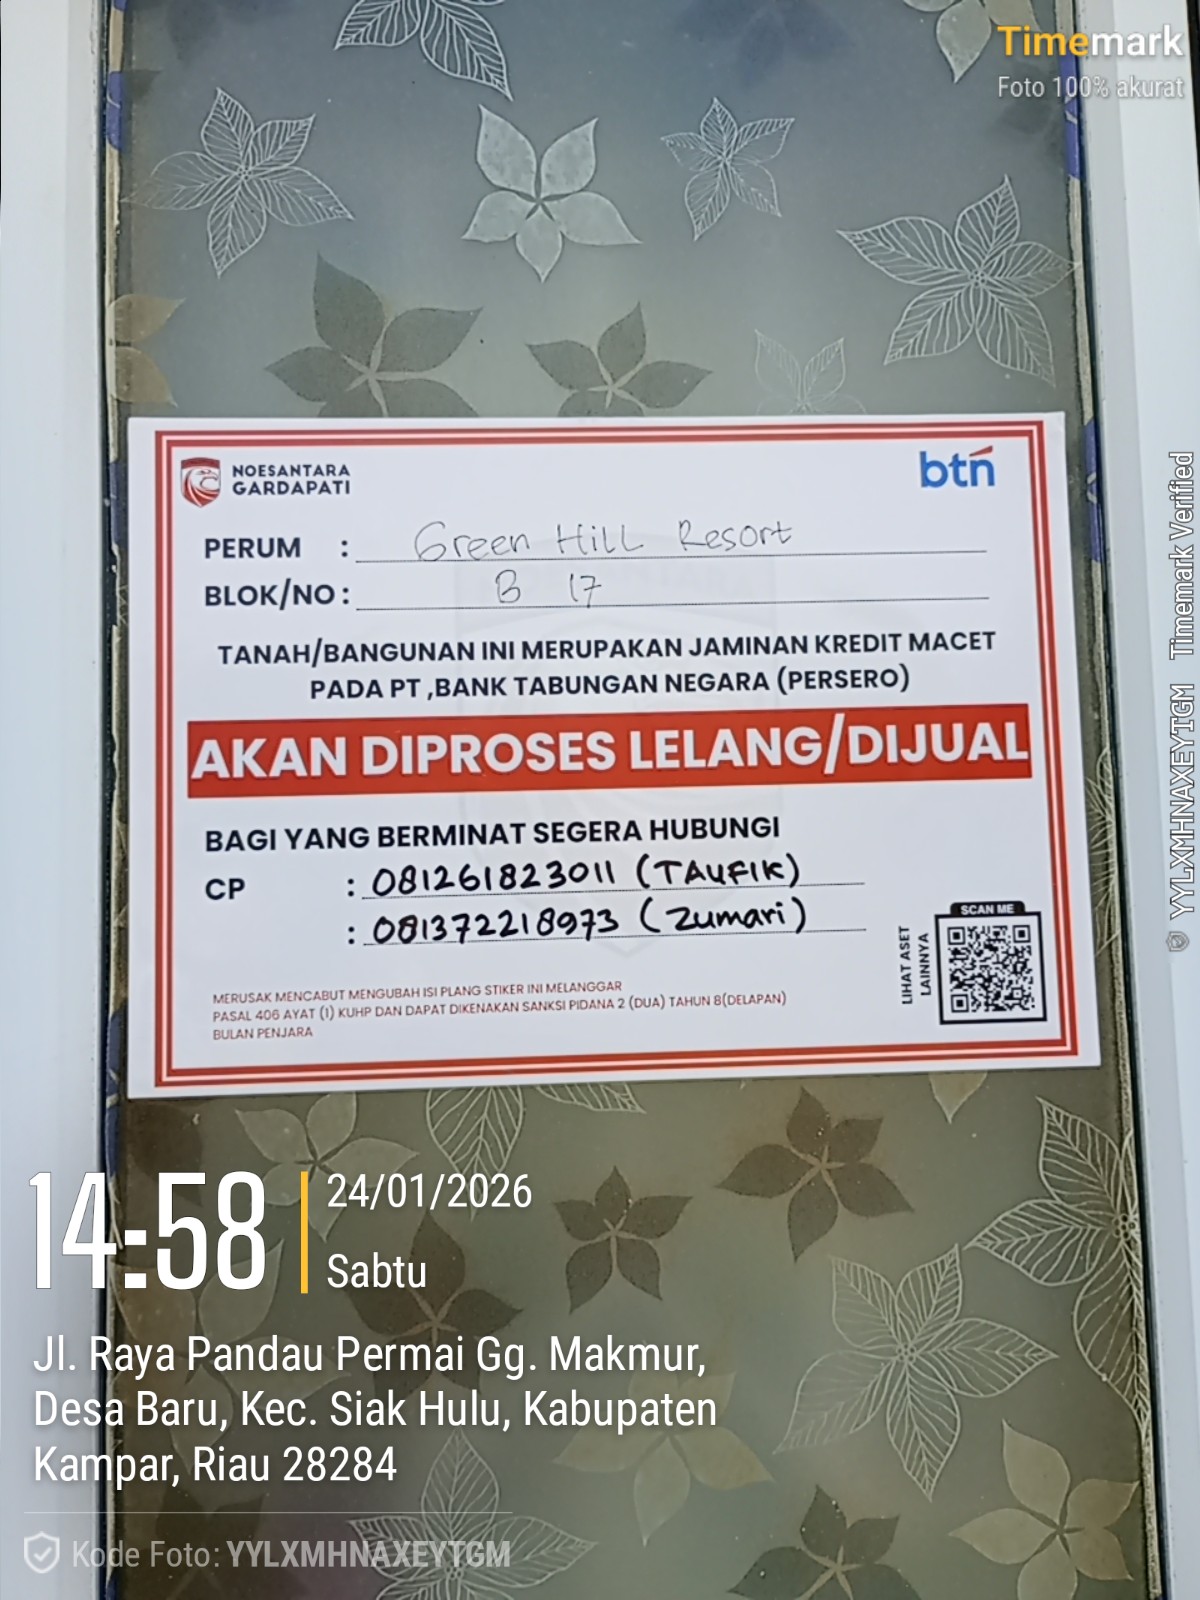 Timemark
Foto 100% akurat
NOESANTARA
GARDAPATI
btn
PERUM : Green Hill Resort
BLOK/NO : B 17
TANAH/BANGUNAN INI MERUPAKAN JAMINAN KREDIT MACET
PADA PT ,BANK TABUNGAN NEGARA (PERSERO)
AKAN DIPROSES LELANG/DIJUAL
BAGI YANG BERMINAT SEGERA HUBUNGI
CP : 081261823011 (TAUFIK)
: 081372218973 (Zumari)
SCAN ME
LIHAT ASET
LAINNYA
MERUSAK MENCABUT MENGUBAH ISI PLANG STIKER INI MELANGGAR
PASAL 406 AYAT (1) KUHP DAN DAPAT DIKENAKAN SANKSI PIDANA 2 (DUA) TAHUN 8(DELAPAN)
BULAN PENJARA
YYLXMHNAXEYTGM Timemark Verified
14:58
24/01/2026
Sabtu
Jl. Raya Pandau Permai Gg. Makmur,
Desa Baru, Kec. Siak Hulu, Kabupaten
Kampar, Riau 28284
Kode Foto: YYLXMHNAXEYTGM